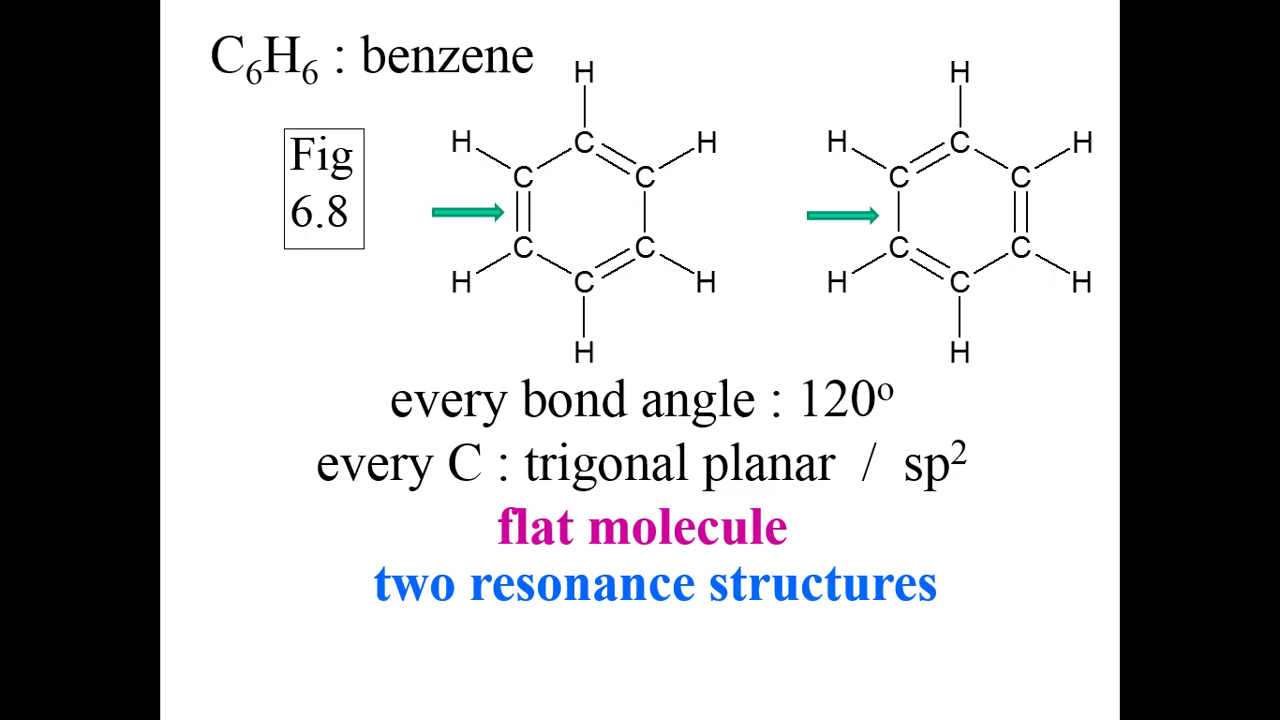 C₆H₆ : benzene
Fig
6.8
H
H
C
H
C
C
C
C
H
C
H
H
H
H
C
H
C
C
C
C
H
C
H
H
every bond angle : 120º
every C : trigonal planar / sp²
flat molecule
two resonance structures